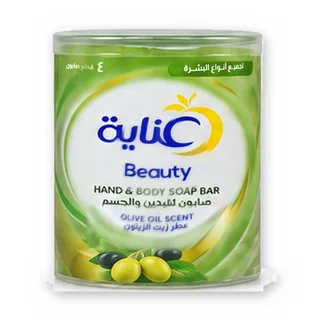 لجميع أنواع البشرة
٤ قطع صابون
عناية
Beauty
HAND & BODY SOAP BAR
صابون لليدين والجسم
OLIVE OIL SCENT
عطر زيت الزيتون